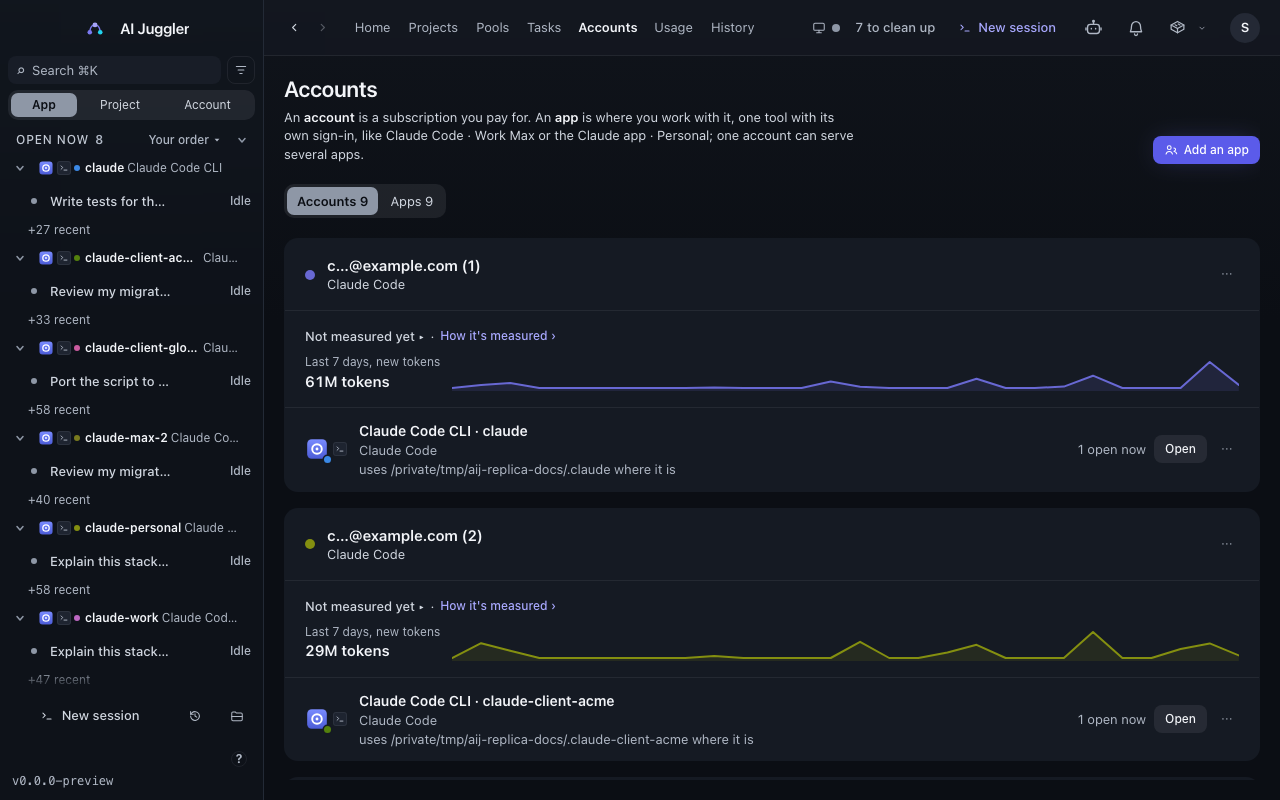 AI Juggler
Search ⌘K
App Project Account
OPEN NOW 8 Your order
claude Claude Code CLI
Write tests for th... Idle
+27 recent
claude-client-ac... Clau...
Review my migrat... Idle
+33 recent
claude-client-glo... Clau...
Port the script to ... Idle
+58 recent
claude-max-2 Claude Co...
Review my migrat... Idle
+40 recent
claude-personal Claude ...
Explain this stack... Idle
+58 recent
claude-work Claude Cod...
Explain this stack... Idle
+47 recent
New session
?
v0.0.0-preview
Home Projects Pools Tasks Accounts Usage History 7 to clean up New session S
Accounts
An account is a subscription you pay for. An app is where you work with it, one tool with its
own sign-in, like Claude Code · Work Max or the Claude app · Personal; one account can serve
several apps.
Add an app
Accounts 9 Apps 9
c...@example.com (1)
Claude Code
Not measured yet ▸ · How it's measured ›
Last 7 days, new tokens
61M tokens
Claude Code CLI · claude
Claude Code
uses /private/tmp/aij-replica-docs/.claude where it is
1 open now Open
c...@example.com (2)
Claude Code
Not measured yet ▸ · How it's measured ›
Last 7 days, new tokens
29M tokens
Claude Code CLI · claude-client-acme
Claude Code
uses /private/tmp/aij-replica-docs/.claude-client-acme where it is
1 open now Open